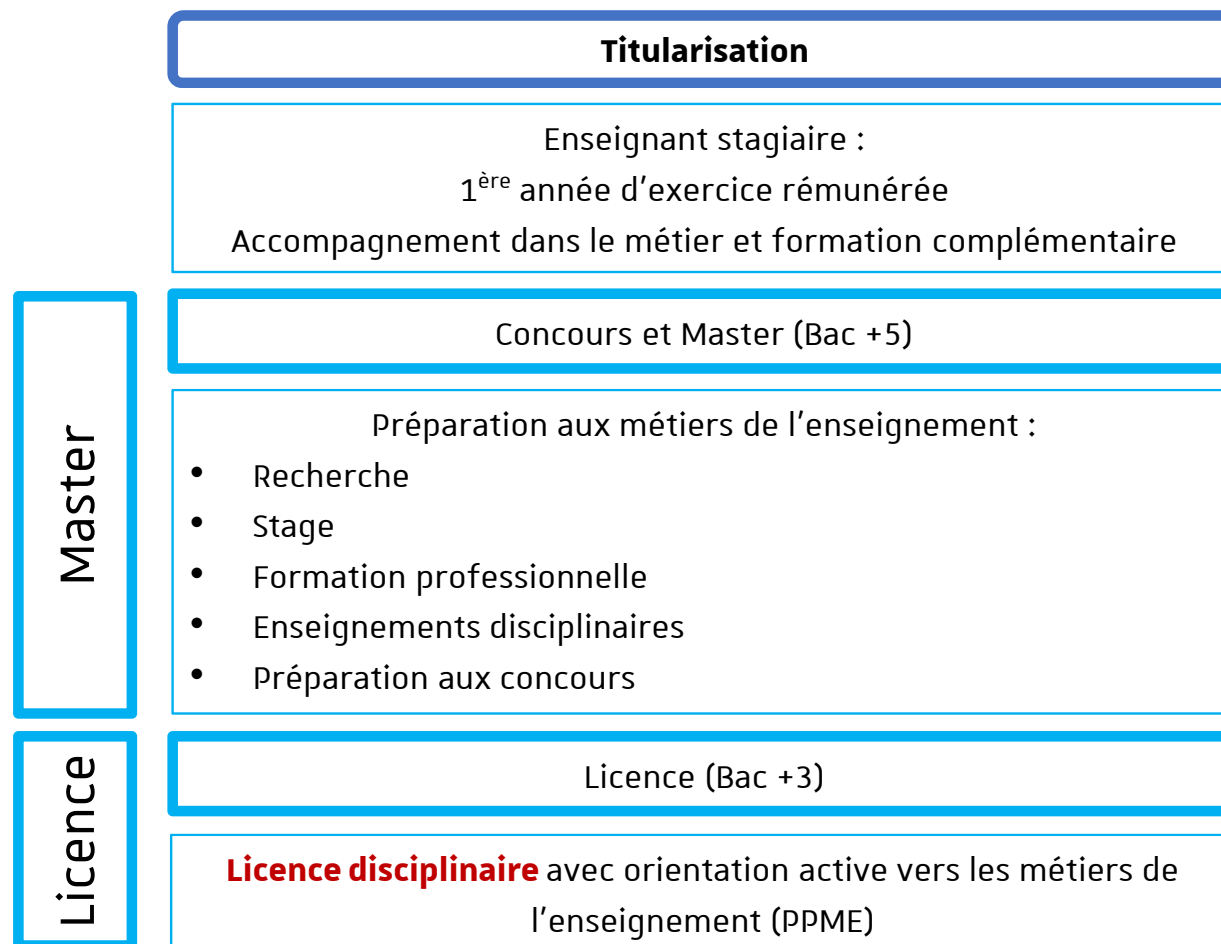 Titularisation
Enseignant stagiaire :
1ère année d'exercice rémunérée
Accompagnement dans le métier et formation complémentaire
Master
Concours et Master (Bac +5)
Préparation aux métiers de l'enseignement :
• Recherche
• Stage
• Formation professionnelle
• Enseignements disciplinaires
• Préparation aux concours
Licence
Licence (Bac +3)
Licence disciplinaire avec orientation active vers les métiers de
l'enseignement (PPME)